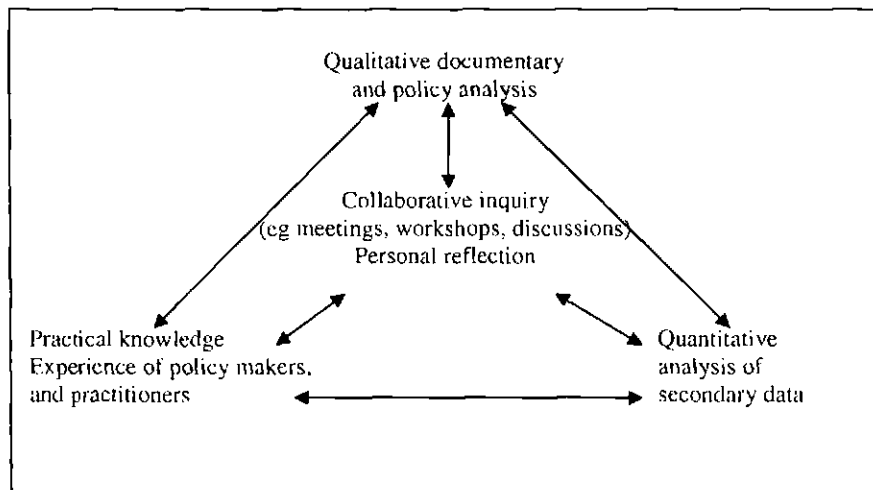 Qualitative documentary
and policy analysis
Collaborative inquiry
(eg meetings, workshops, discussions)
Personal reflection
Practical knowledge
Experience of policy makers,
and practitioners
Quantitative
analysis of
secondary data